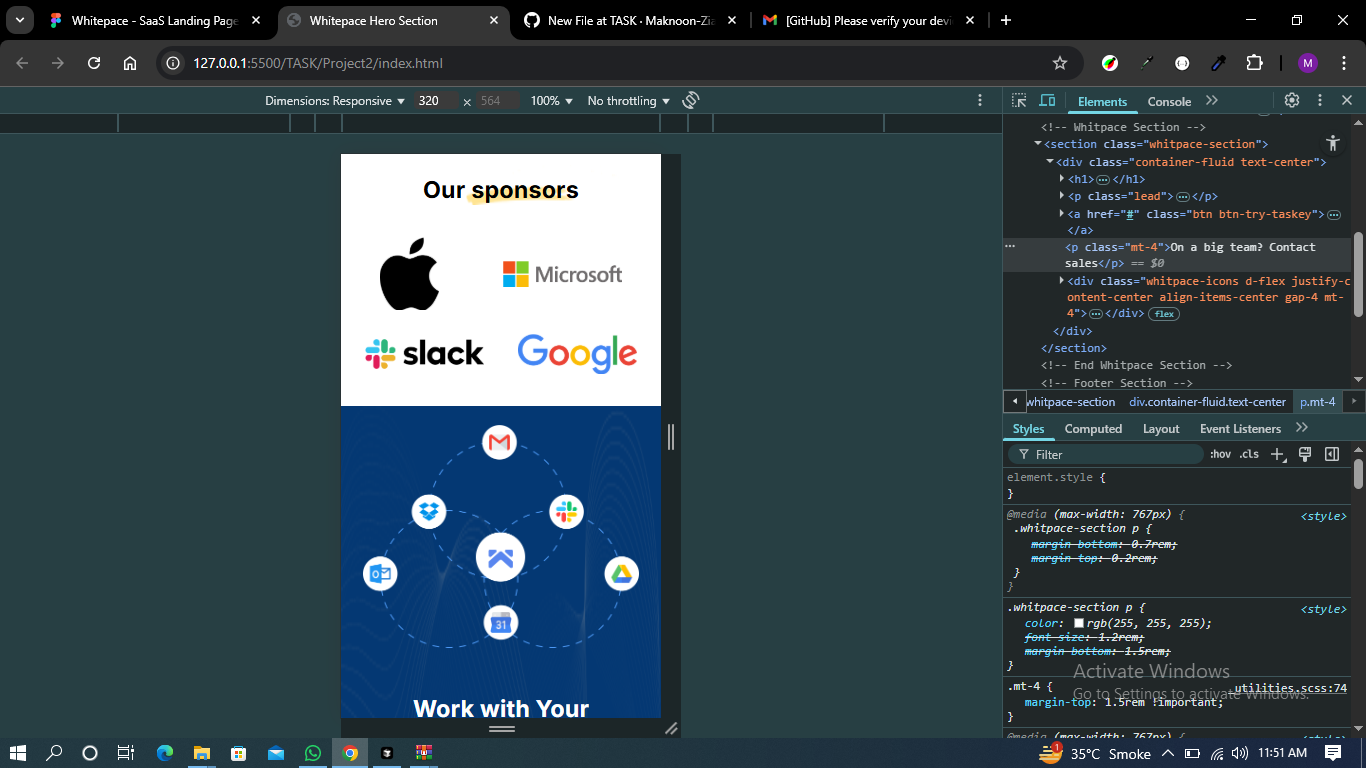 Whitepace - SaaS Landing Page
Whitepace Hero Section
New File at TASK · Maknoon-Zia
[GitHub] Please verify your devi
127.0.0.1:5500/TASK/Project2/index.html
M
Dimensions: Responsive
320
×
564
100%
No throttling
Elements
Console
Our sponsors
Microsoft
slack
Google
31
Work with Your
<!-- Whitpace Section -->
<section class="whitpace-section">
<div class="container-fluid text-center">
<h1>…</h1>
<p class="lead">…</p>
<a href="#" class="btn btn-try-taskey">…
</a>
<p class="mt-4">On a big team? Contact
sales</p> == $0
<div class="whitpace-icons d-flex justify-c
ontent-center align-items-center gap-4 mt-
4">…</div> flex
</div>
</section>
<!-- End Whitpace Section -->
<!-- Footer Section -->
whitpace-section
div.container-fluid.text-center
p.mt-4
Styles
Computed
Layout
Event Listeners
Filter
:hov
.cls
element.style {
}
@media (max-width: 767px) {
<style>
.whitpace-section p {
margin-bottom: 0.7rem;
margin-top: 0.2rem;
}
}
.whitpace-section p {
<style>
color: rgb(255, 255, 255);
font-size: 1.2rem;
margin-bottom: 1.5rem;
}
Activate Windows
Go to Settings to activate Windows.
.mt-4 {
_utilities.scss:74
margin-top: 1.5rem !important;
}
1
35°C Smoke
11:51 AM